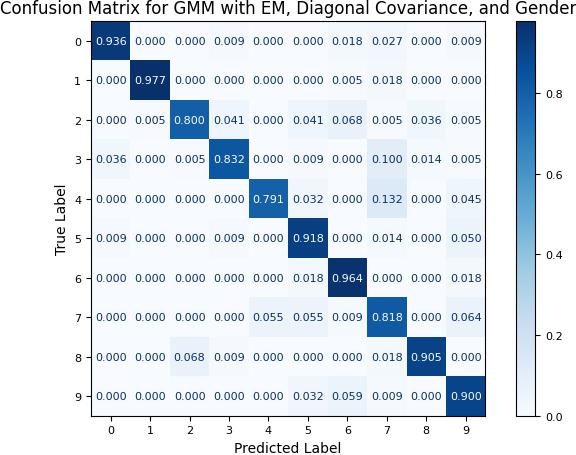 Confusion Matrix for GMM with EM, Diagonal Covariance, and Gender
0 0.936 0.000 0.000 0.009 0.000 0.000 0.018 0.027 0.000 0.009
1 0.000 0.977 0.000 0.000 0.000 0.000 0.005 0.018 0.000 0.000
0.8
2 0.000 0.005 0.800 0.041 0.000 0.041 0.068 0.005 0.036 0.005
3 0.036 0.000 0.005 0.832 0.000 0.009 0.000 0.100 0.014 0.005
0.6
4 0.000 0.000 0.000 0.000 0.791 0.032 0.000 0.132 0.000 0.045
True Label
5 0.009 0.000 0.000 0.009 0.000 0.918 0.000 0.014 0.000 0.050
0.4
6 0.000 0.000 0.000 0.000 0.000 0.018 0.964 0.000 0.000 0.018
7 0.000 0.000 0.000 0.000 0.055 0.055 0.009 0.818 0.000 0.064
0.2
8 0.000 0.000 0.068 0.009 0.000 0.000 0.000 0.018 0.905 0.000
9 0.000 0.000 0.000 0.000 0.000 0.032 0.059 0.009 0.000 0.900
0.0
0 1 2 3 4 5 6 7 8 9
Predicted Label